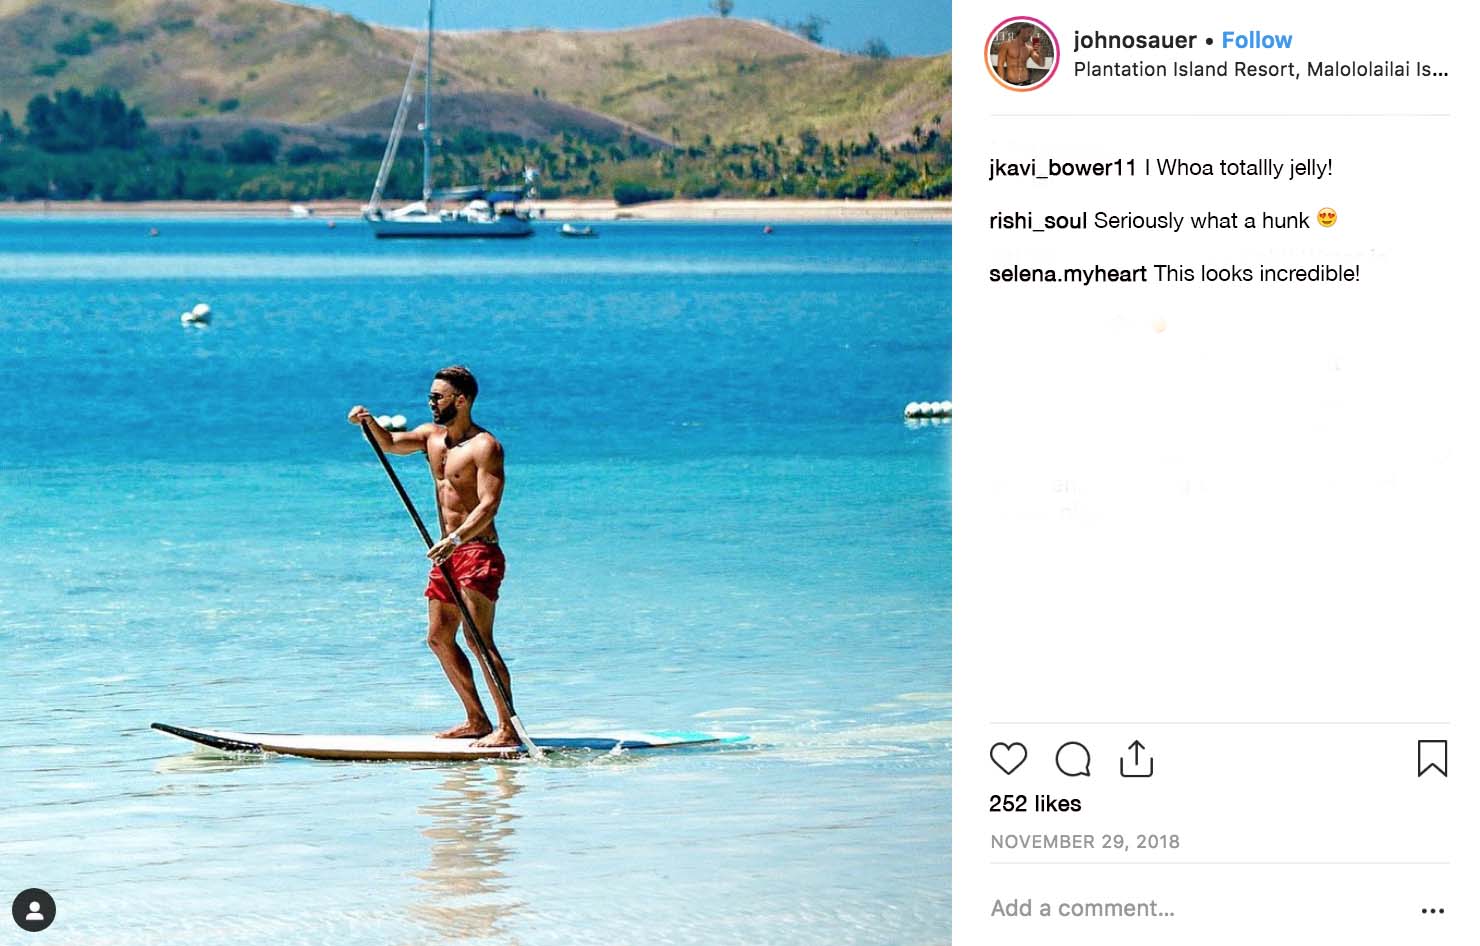 johnosauer • Follow
Plantation Island Resort, Malololailai Is...
jkavi_bower11 I Whoa totallly jelly!
rishi_soul Seriously what a hunk 😍
selena.myheart This looks incredible!
252 likes
NOVEMBER 29, 2018
Add a comment...